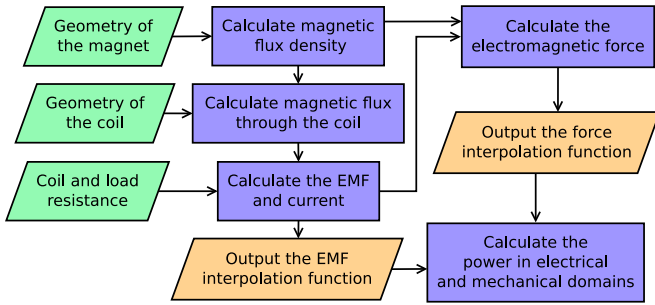 Geometry of
the magnet
Calculate magnetic
flux density
Calculate the
electromagnetic
force
Geometry of
the coil
Calculate magnetic flux
through the coil
Output the force
interpolation function
Coil and load
resistance
Calculate the EMF
and current
Output the EMF
interpolation function
Calculate the
power in electrical
and mechanical
domains